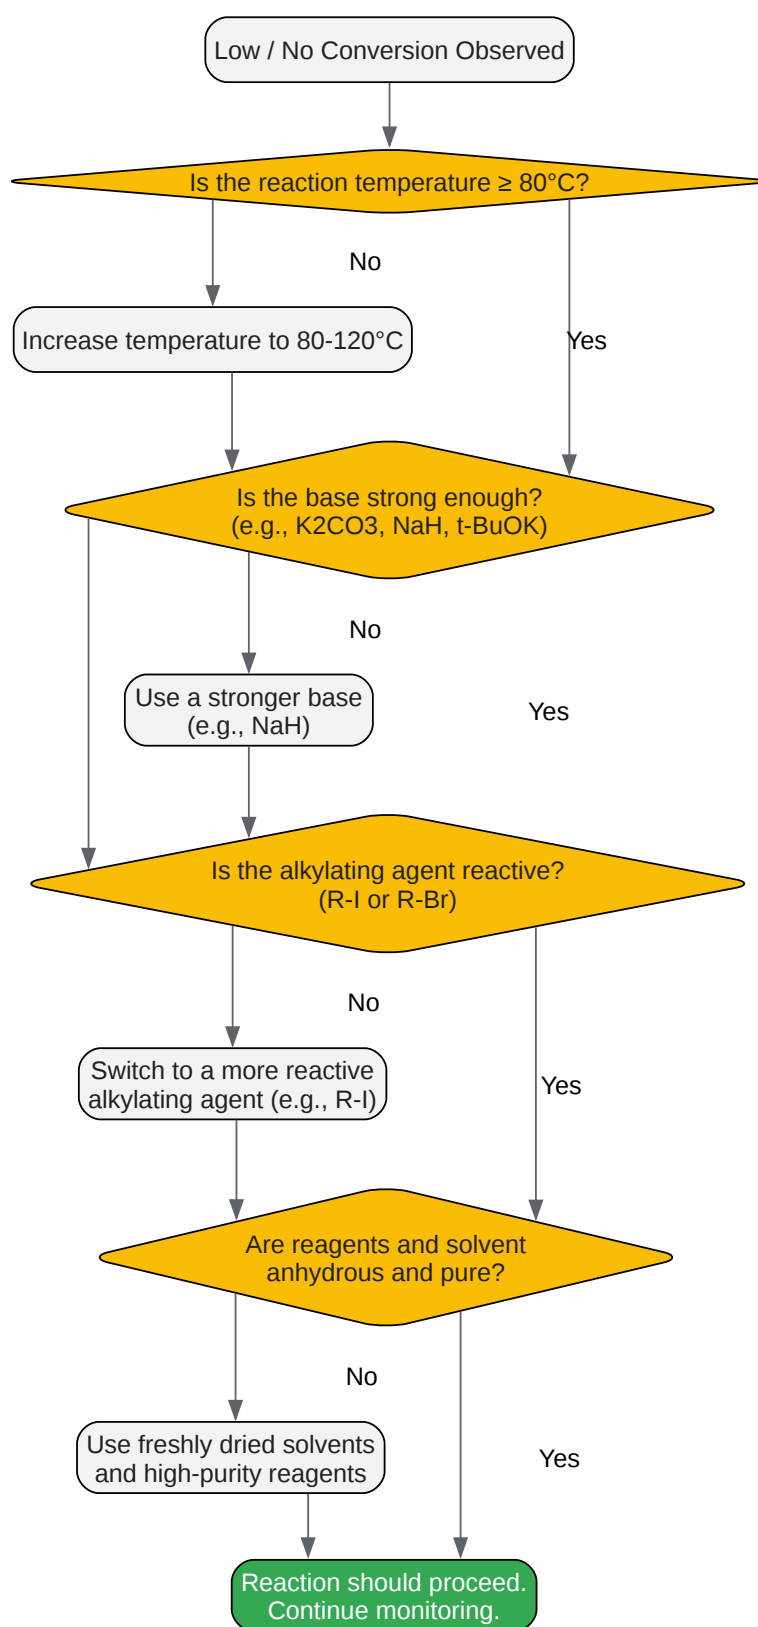 Low / No Conversion Observed
Is the reaction temperature ≥ 80°C?
No
Increase temperature to 80-120°C
Yes
Is the base strong enough?
(e.g., K2CO3, NaH, t-BuOK)
No
Use a stronger base
(e.g., NaH)
Yes
Is the alkylating agent reactive?
(R-I or R-Br)
No
Switch to a more reactive
alkylating agent (e.g., R-I)
Yes
Are reagents and solvent
anhydrous and pure?
No
Use freshly dried solvents
and high-purity reagents
Yes
Reaction should proceed.
Continue monitoring.